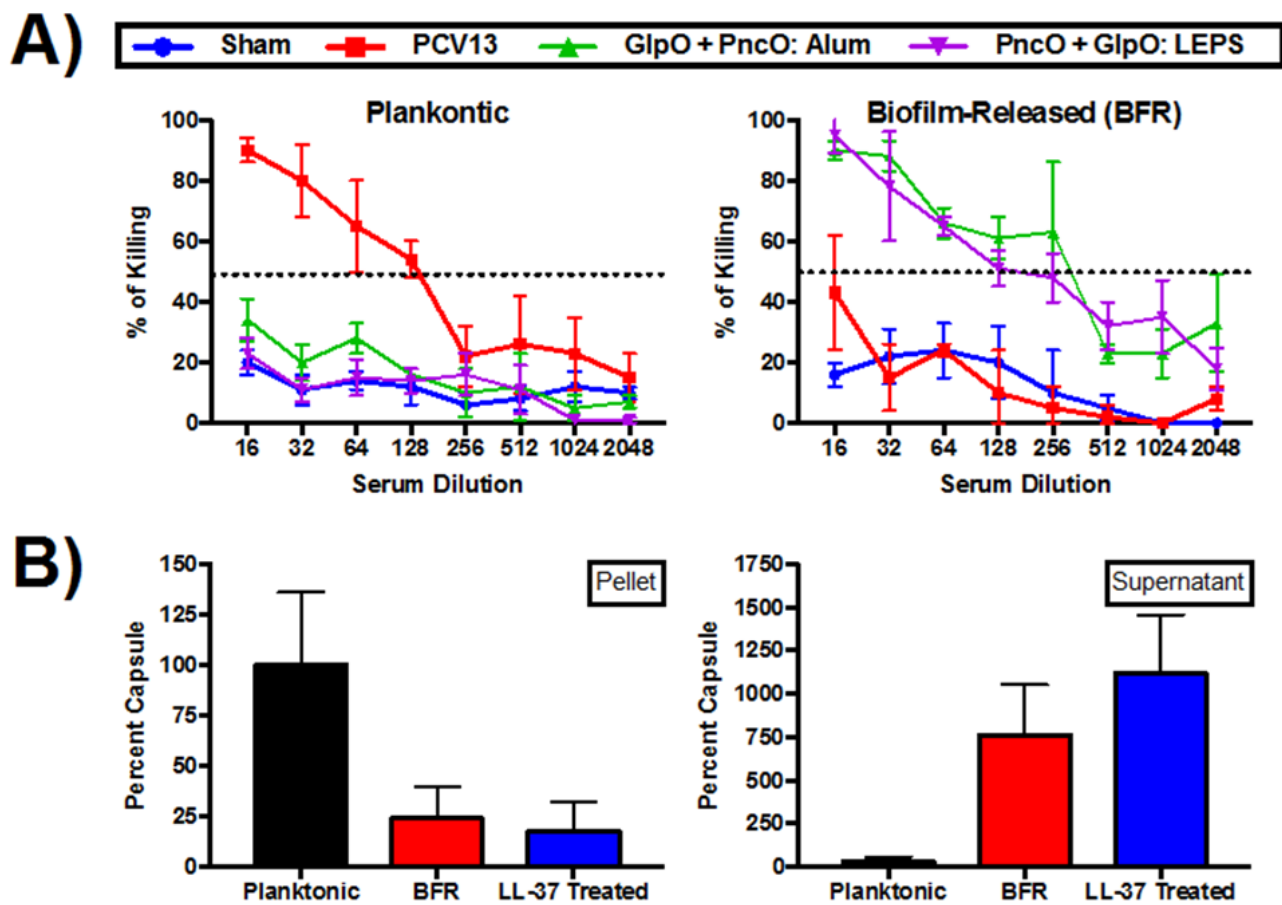 A)
Sham PCV13 GlpO + PncO: Alum PncO + GlpO: LEPS
Plankontic
% of Killing
100
80
60
40
20
0
16 32 64 128 256 512 1024 2048
Serum Dilution
Biofilm-Released (BFR)
% of Killing
100
80
60
40
20
0
16 32 64 128 256 512 1024 2048
Serum Dilution
B)
Pellet
Percent Capsule
150
125
100
75
50
25
0
Planktonic BFR LL-37 Treated
Supernatant
Percent Capsule
1750
1500
1250
1000
750
500
250
0
Planktonic BFR LL-37 Treated